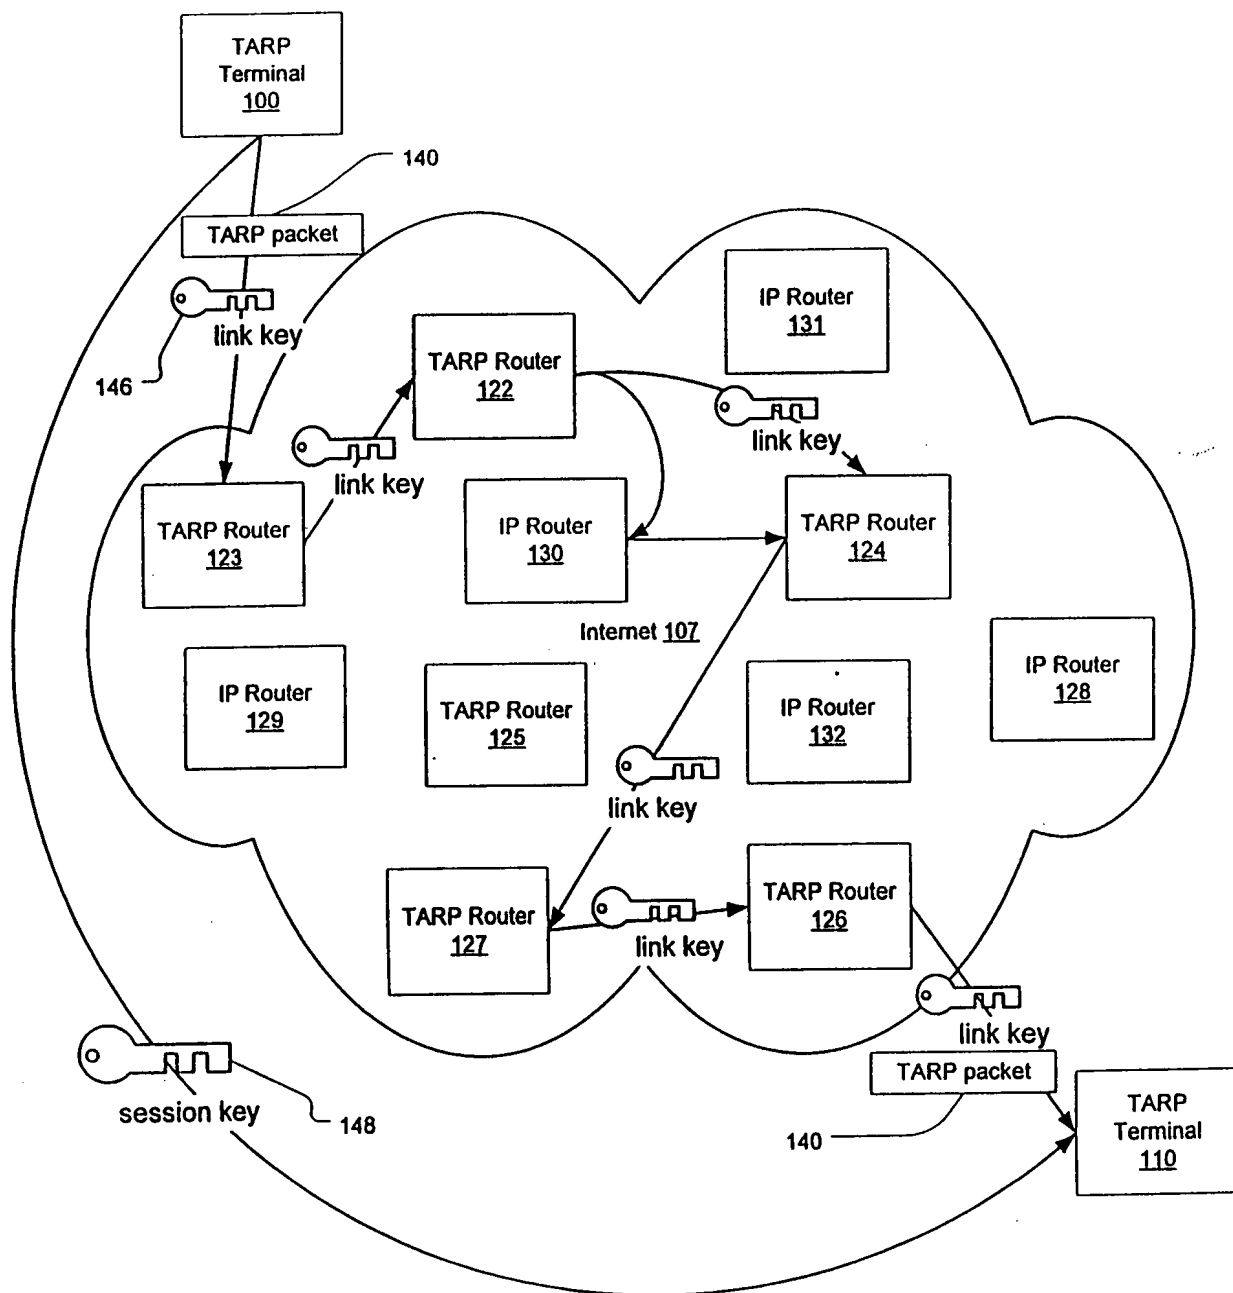 TARP
Terminal
100
140
TARP packet
link key
146
IP Router
131
TARP Router
122
link key
link key
TARP Router
123
IP Router
130
TARP Router
124
Internet 107
IP Router
129
TARP Router
125
IP Router
132
IP Router
128
link key
TARP Router
127
link key
TARP Router
126
link key
TARP packet
session key
148
140
TARP
Terminal
110